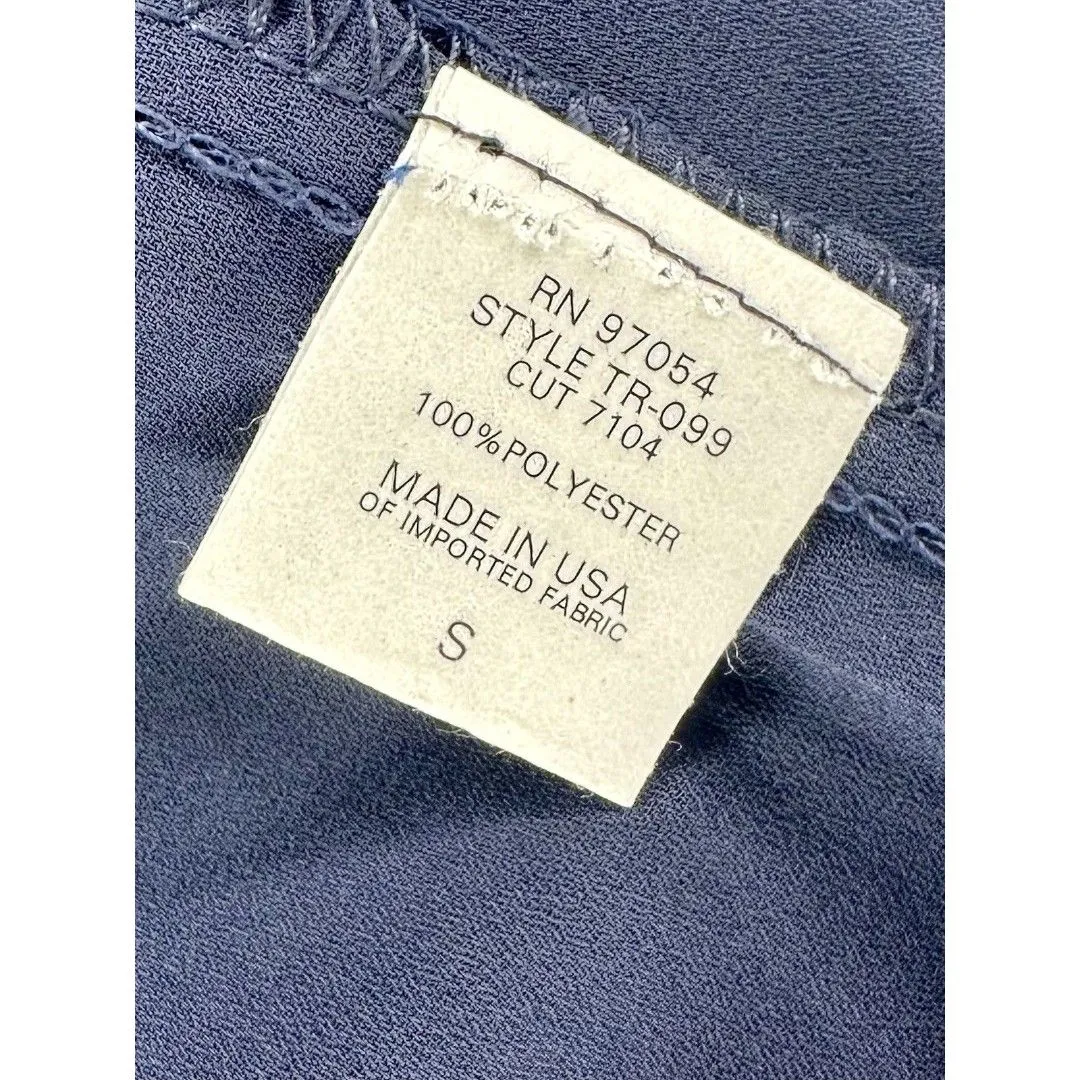 RN 97054
STYLE TR-099
CUT 7104
100%POLYESTER
MADE IN USA
OF IMPORTED FABRIC
S